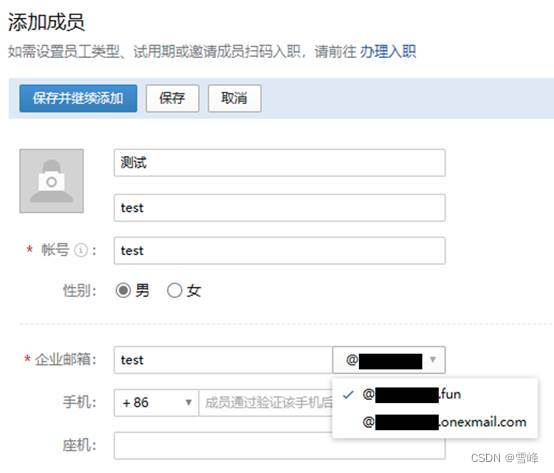 添加成员
如需设置员工类型、试用期或邀请成员扫码入职，请前往 办理入职
保存并继续添加 保存 取消
测试
test
* 帐号 ： test
性别： 男 女
* 企业邮箱： test @
@ .fun
手机： + 86 成员通过验证该手机后
@ .onexmail.com
座机：
CSDN @雪峰